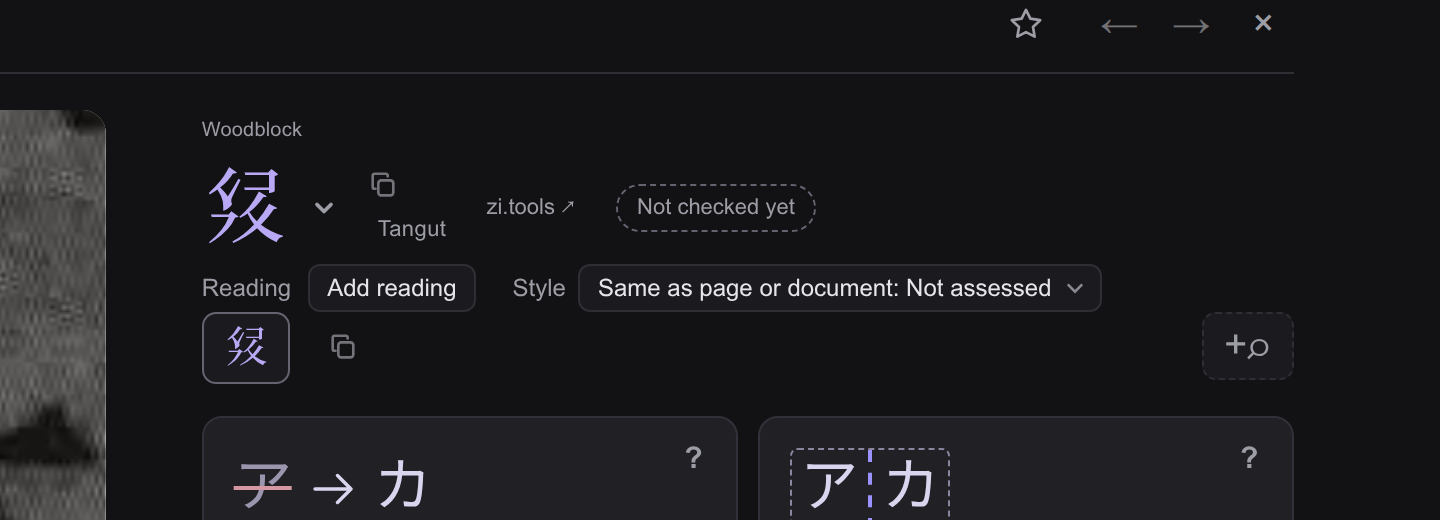 Woodblock
Tangut
zi.tools ↗
Not checked yet
Reading
Add reading
Style
Same as page or document: Not assessed
ア → カ
?
ア カ
?